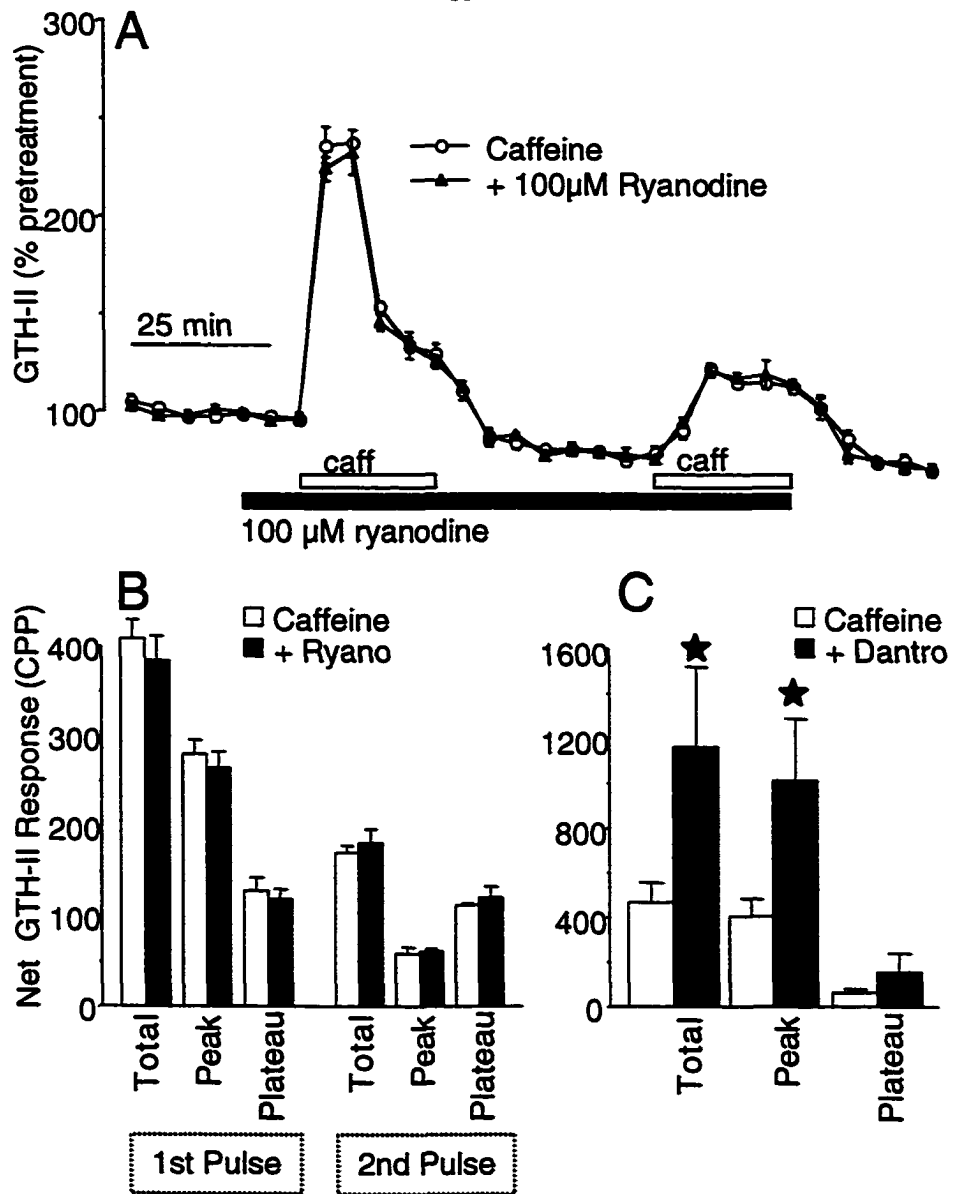 A
300
200
100
GTH-II (% pretreatment)
Caffeine
+ 100µM Ryanodine
25 min
caff
caff
100 µM ryanodine
B
Caffeine
+ Ryano
Net GTH-II Response (CPP)
400
300
200
100
0
Total
Peak
Plateau
Total
Peak
Plateau
1st Pulse
2nd Pulse
C
Caffeine
+ Dantro
1600
1200
800
400
0
Total
Peak
Plateau